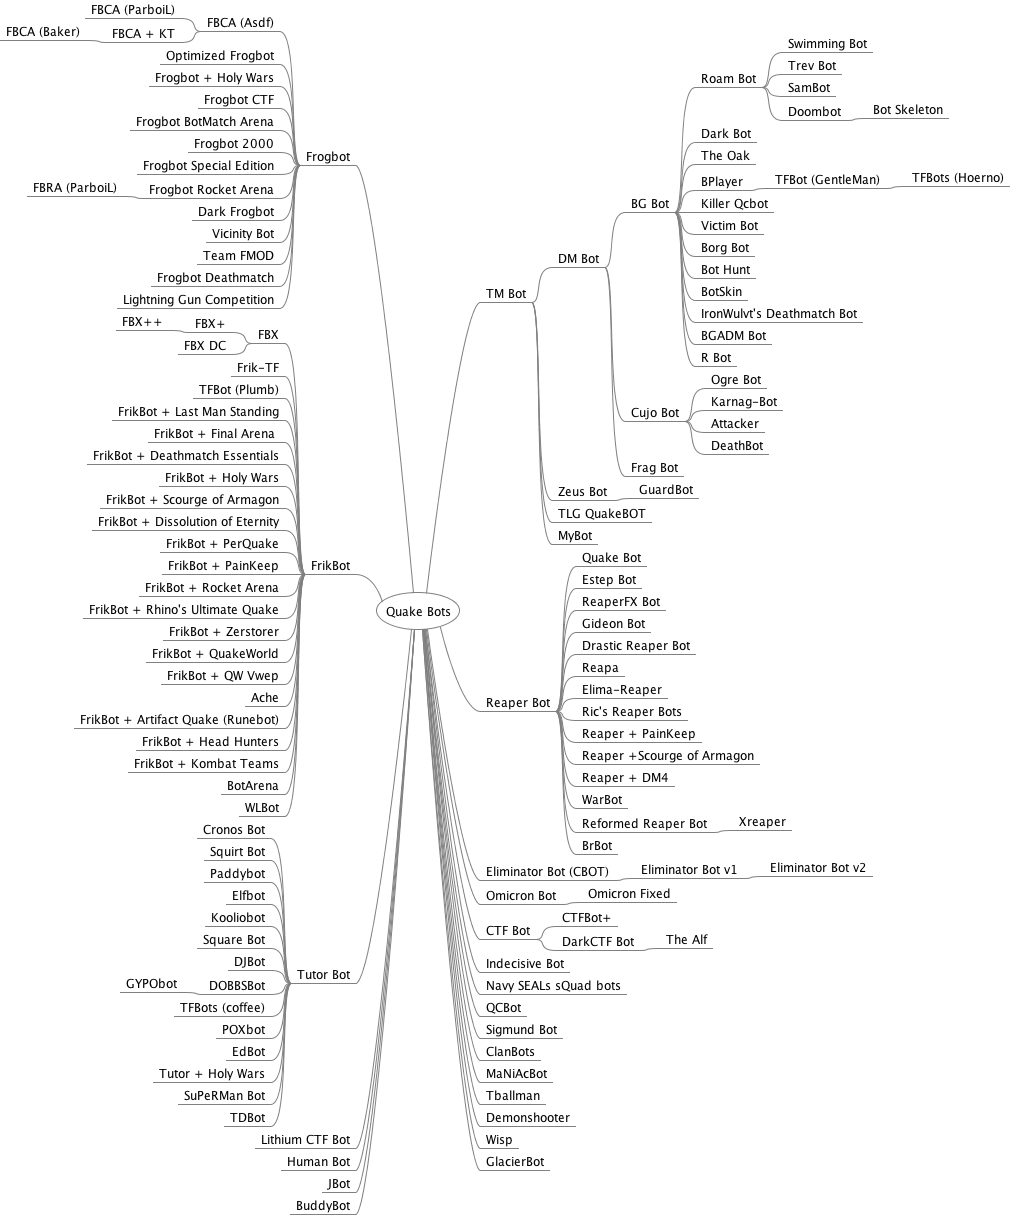 Quake Bots
Frogbot
FBCA (Asdf)
FBCA (ParboiL)
FBCA + KT
FBCA (Baker)
Optimized Frogbot
Frogbot + Holy Wars
Frogbot CTF
Frogbot BotMatch Arena
Frogbot 2000
Frogbot Special Edition
Frogbot Rocket Arena
FBRA (ParboiL)
Dark Frogbot
Vicinity Bot
Team FMOD
Frogbot Deathmatch
Lightning Gun Competition
FrikBot
FBX
FBX+
FBX++
FBX DC
Frik-TF
TFBot (Plumb)
FrikBot + Last Man Standing
FrikBot + Final Arena
FrikBot + Deathmatch Essentials
FrikBot + Holy Wars
FrikBot + Scourge of Armagon
FrikBot + Dissolution of Eternity
FrikBot + PerQuake
FrikBot + PainKeep
FrikBot + Rocket Arena
FrikBot + Rhino's Ultimate Quake
FrikBot + Zerstorer
FrikBot + QuakeWorld
FrikBot + QW Vwep
Ache
FrikBot + Artifact Quake (Runebot)
FrikBot + Head Hunters
FrikBot + Kombat Teams
BotArena
WLBot
Tutor Bot
Cronos Bot
Squirt Bot
Paddybot
Elfbot
Kooliobot
Square Bot
DJBot
DOBBSBot
GYPObot
TFBots (coffee)
POXbot
EdBot
Tutor + Holy Wars
SuPeRMan Bot
TDBot
Lithium CTF Bot
Human Bot
JBot
BuddyBot
TM Bot
DM Bot
BG Bot
Roam Bot
Swimming Bot
Trev Bot
SamBot
Doombot
Bot Skeleton
Dark Bot
The Oak
BPlayer
TFBot (GentleMan)
TFBots (Hoerno)
Killer Qcbot
Victim Bot
Borg Bot
Bot Hunt
BotSkin
IronWulvt's Deathmatch Bot
BGADM Bot
R Bot
Cujo Bot
Ogre Bot
Karnag-Bot
Attacker
DeathBot
Frag Bot
Zeus Bot
GuardBot
TLG QuakeBOT
MyBot
Reaper Bot
Quake Bot
Estep Bot
ReaperFX Bot
Gideon Bot
Drastic Reaper Bot
Reapa
Elima-Reaper
Ric's Reaper Bots
Reaper + PainKeep
Reaper +Scourge of Armagon
Reaper + DM4
WarBot
Reformed Reaper Bot
Xreaper
BrBot
Eliminator Bot (CBOT)
Eliminator Bot v1
Eliminator Bot v2
Omicron Bot
Omicron Fixed
CTF Bot
CTFBot+
DarkCTF Bot
The Alf
Indecisive Bot
Navy SEALs sQuad bots
QCBot
Sigmund Bot
ClanBots
MaNiAcBot
Tballman
Demonshooter
Wisp
GlacierBot